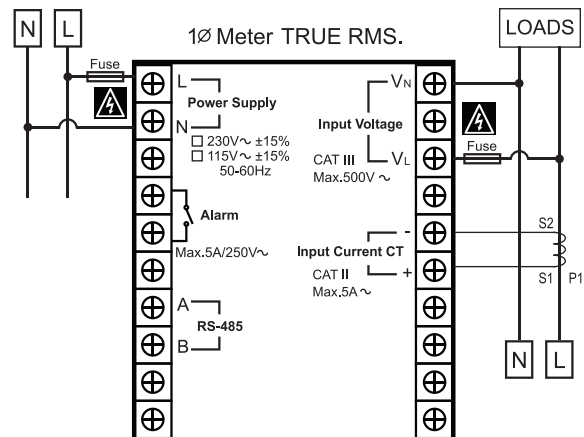 N L
1Ø Meter TRUE RMS.
LOADS
Fuse
L
Power Supply
N
230V~ ±15%
115V~ ±15%
50-60Hz
Alarm
Max.5A/250V~
A
RS-485
B
VN
Input Voltage
CAT III
VL
Max.500V ~
Fuse
-
Input Current CT
CAT II
+
Max.5A ~
S2
S1 P1
N L